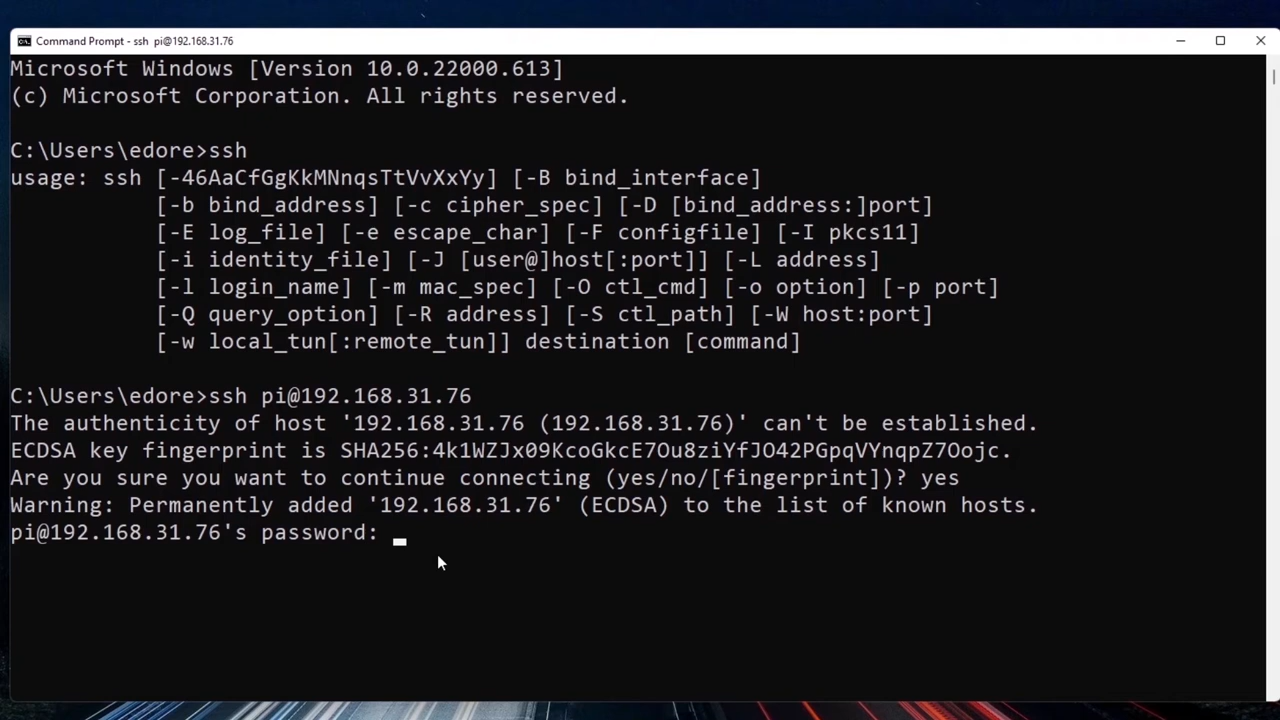 Command Prompt - ssh  pi@192.168.31.76
Microsoft Windows [Version 10.0.22000.613]
(c) Microsoft Corporation. All rights reserved.
C:\Users\edore>ssh
usage: ssh [-46AaCfGgKkMNnqsTtVvXxYy] [-B bind_interface]
           [-b bind_address] [-c cipher_spec] [-D [bind_address:]port]
           [-E log_file] [-e escape_char] [-F configfile] [-I pkcs11]
           [-i identity_file] [-J [user@]host[:port]] [-L address]
           [-l login_name] [-m mac_spec] [-O ctl_cmd] [-o option] [-p port]
           [-Q query_option] [-R address] [-S ctl_path] [-W host:port]
           [-w local_tun[:remote_tun]] destination [command]
C:\Users\edore>ssh pi@192.168.31.76
The authenticity of host '192.168.31.76 (192.168.31.76)' can't be established.
ECDSA key fingerprint is SHA256:4k1WZJx09KcoGkcE7Ou8ziYfJO42PGpqVYnqpZ7Oojc.
Are you sure you want to continue connecting (yes/no/[fingerprint])? yes
Warning: Permanently added '192.168.31.76' (ECDSA) to the list of known hosts.
pi@192.168.31.76's password: